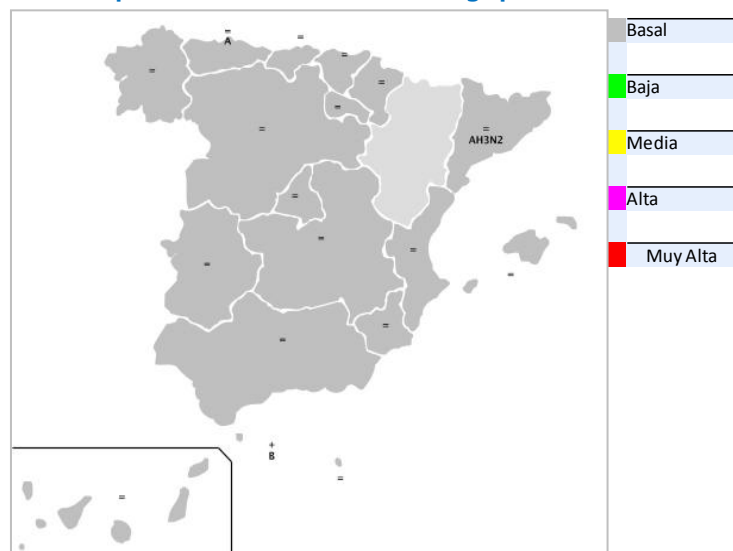 =
A
=
=
=
=
=
=
=
AH3N2
=
=
=
=
=
=
=
+
B
=
=
Basal
Baja
Media
Alta
Muy Alta